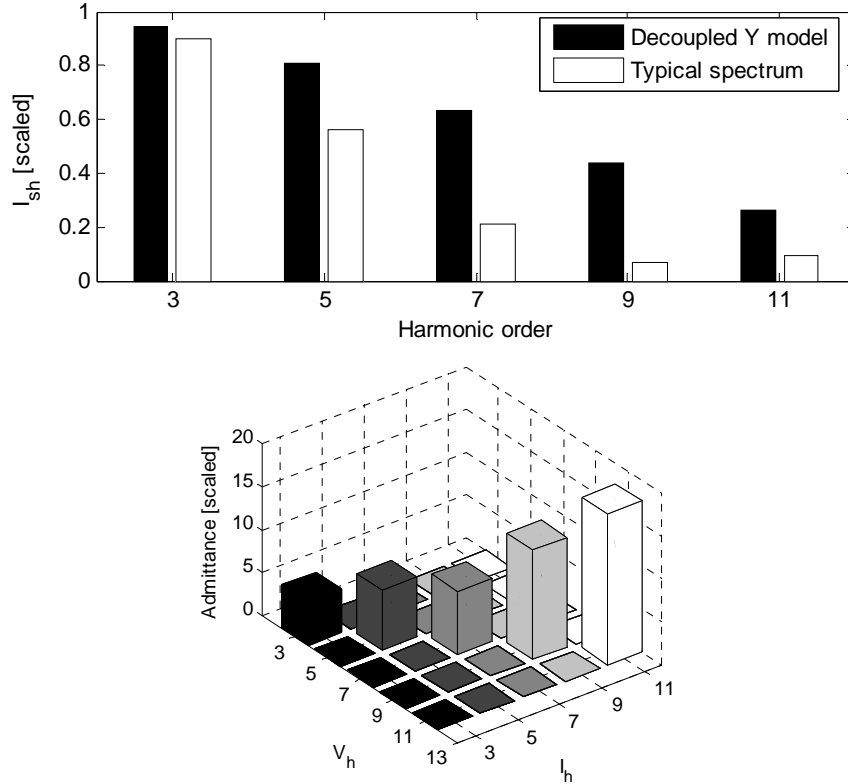 1
0.8
0.6
0.4
0.2
0
I_sh [scaled]
Decoupled Y model
Typical spectrum
3 5 7 9 11
Harmonic order
20
15
10
5
0
Admittance [scaled]
3
5
7
9
11
13
V_h
3
5
7
9
11
I_h